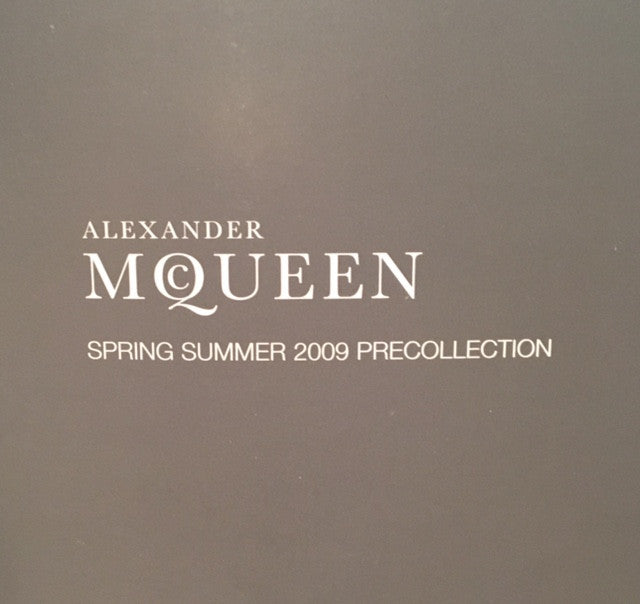 ALEXANDER
McQUEEN
SPRING SUMMER 2009 PRECOLLECTION